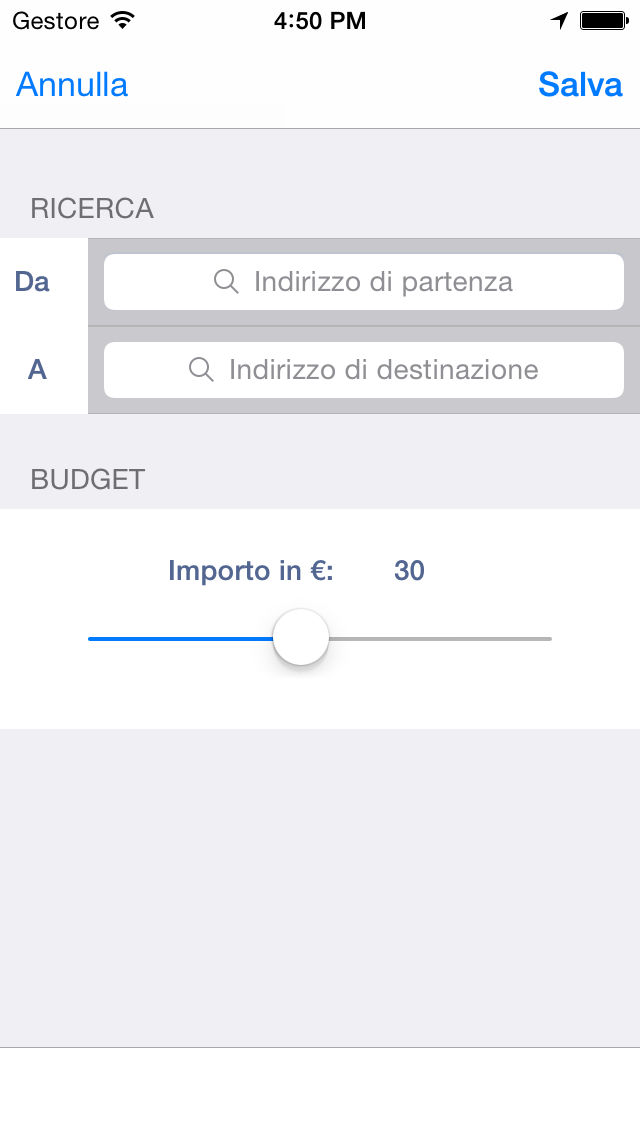 Gestore 4:50 PM
Annulla Salva
RICERCA
Da Indirizzo di partenza
A Indirizzo di destinazione
BUDGET
Importo in €: 30